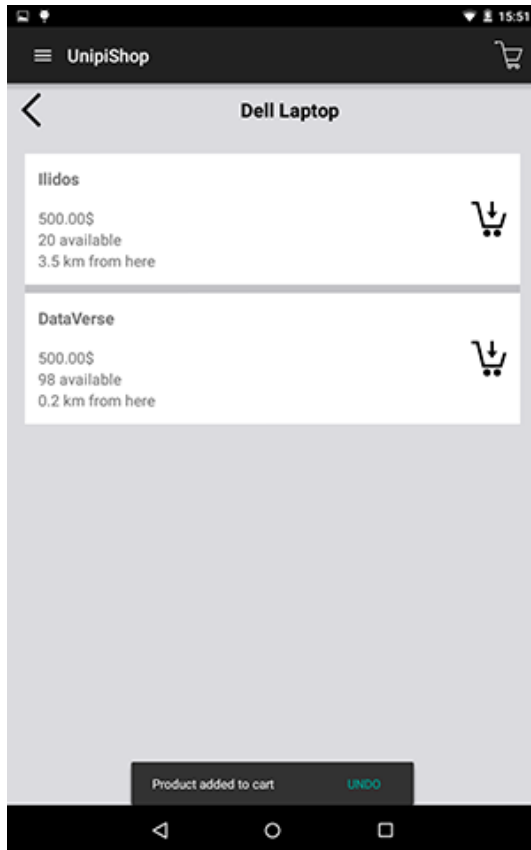 15:51
UnipiShop
Dell Laptop
Ilidos
500.00$
20 available
3.5 km from here
DataVerse
500.00$
98 available
0.2 km from here
Product added to cart UNDO